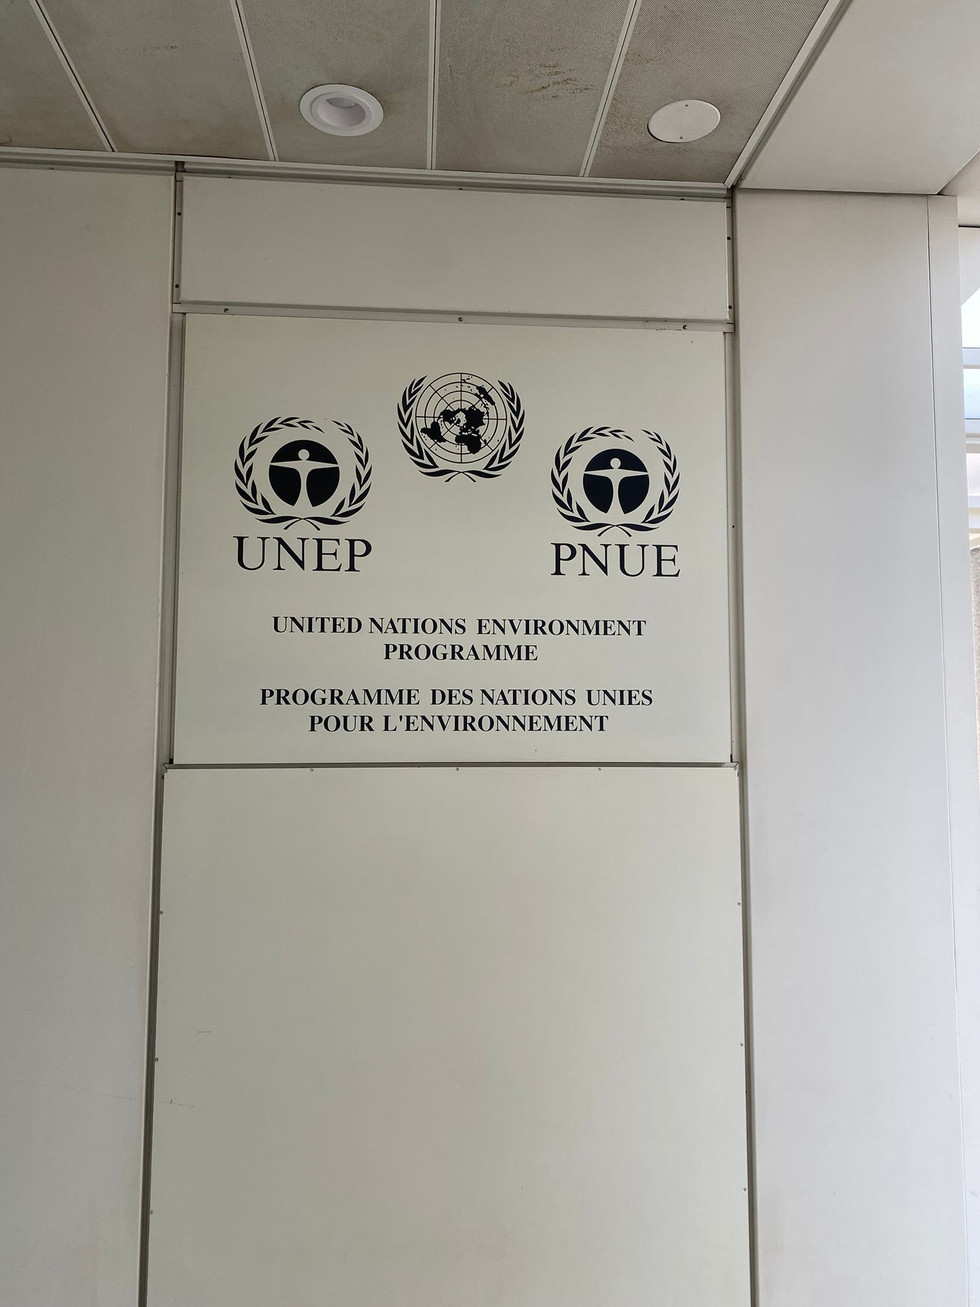 UNEP
PNUE
UNITED NATIONS ENVIRONMENT
PROGRAMME
PROGRAMME DES NATIONS UNIES
POUR L'ENVIRONNEMENT